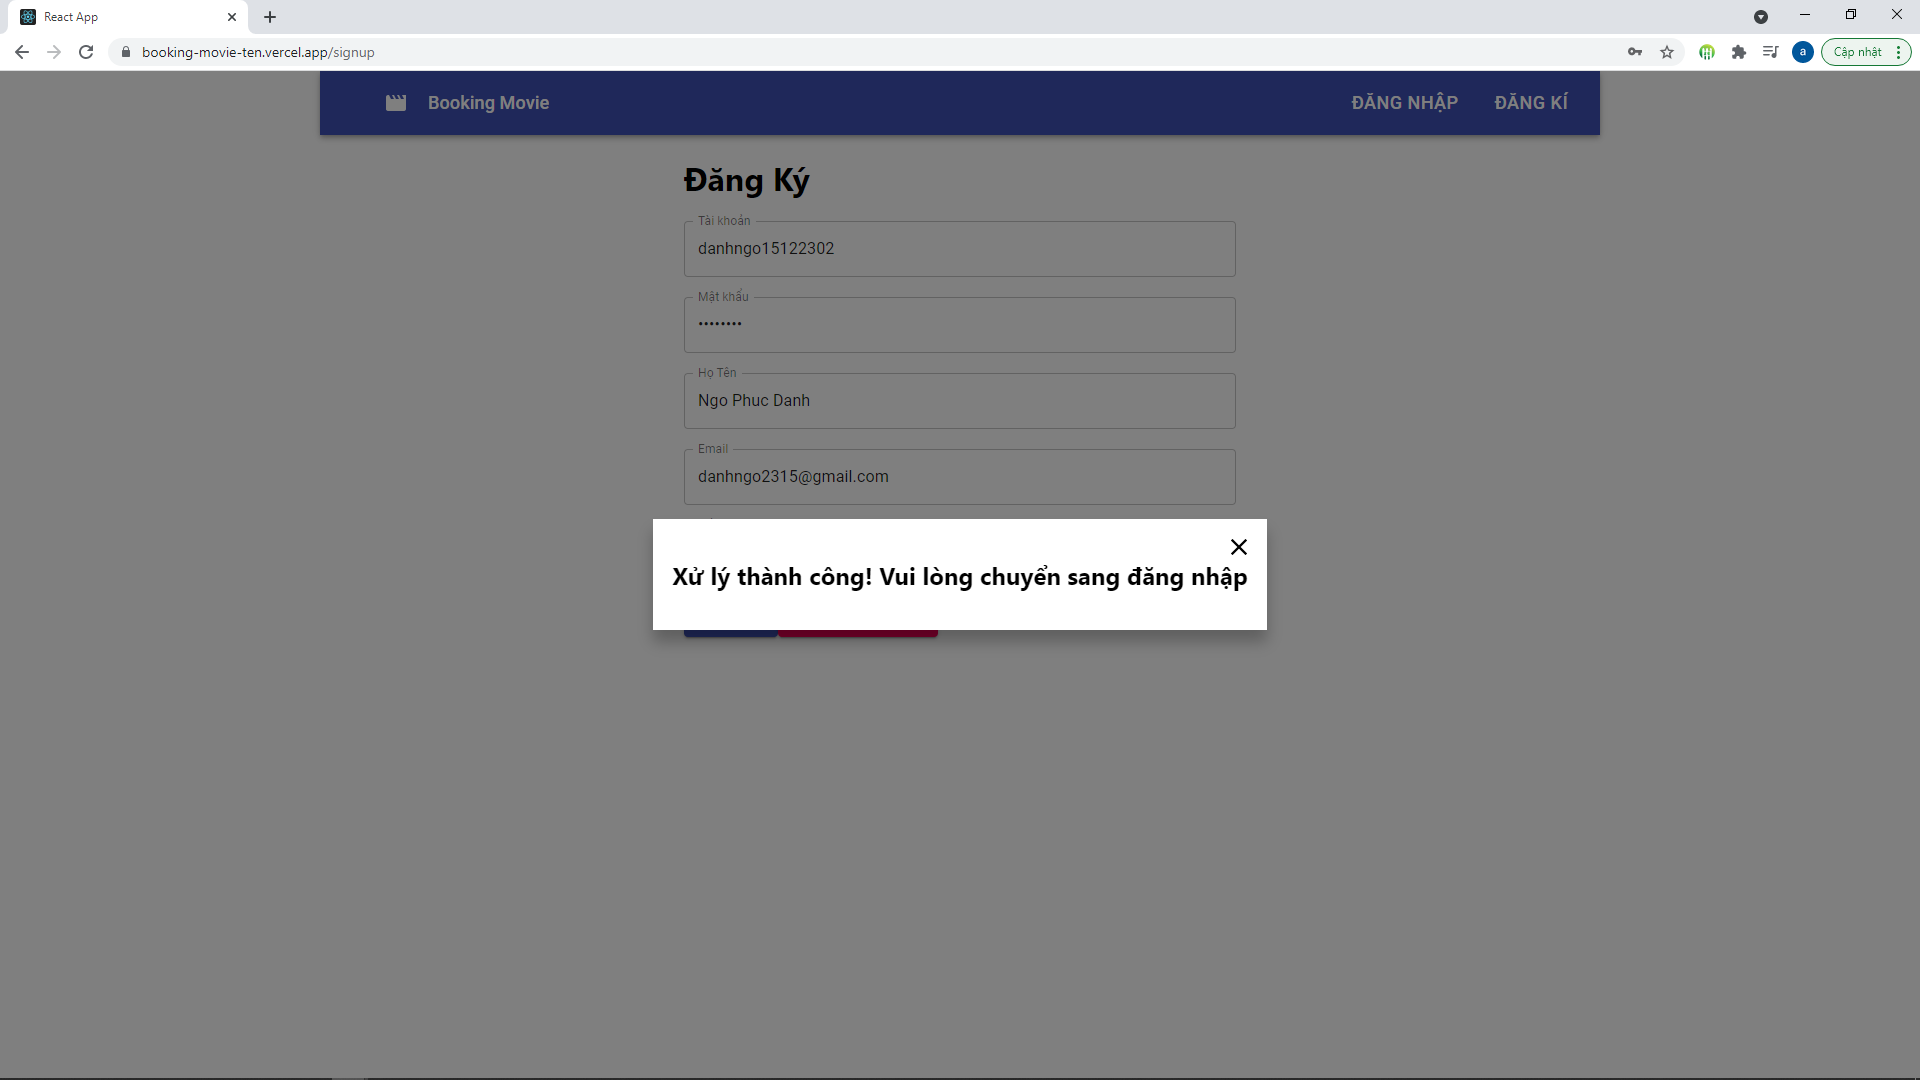 React App
booking-movie-ten.vercel.app/signup
a
Cập nhật
Booking Movie
ĐĂNG NHẬP
ĐĂNG KÍ
Đăng Ký
Tài khoản
danhngo15122302
Mật khẩu
••••••••
Họ Tên
Ngo Phuc Danh
Email
danhngo2315@gmail.com
Xử lý thành công! Vui lòng chuyển sang đăng nhập